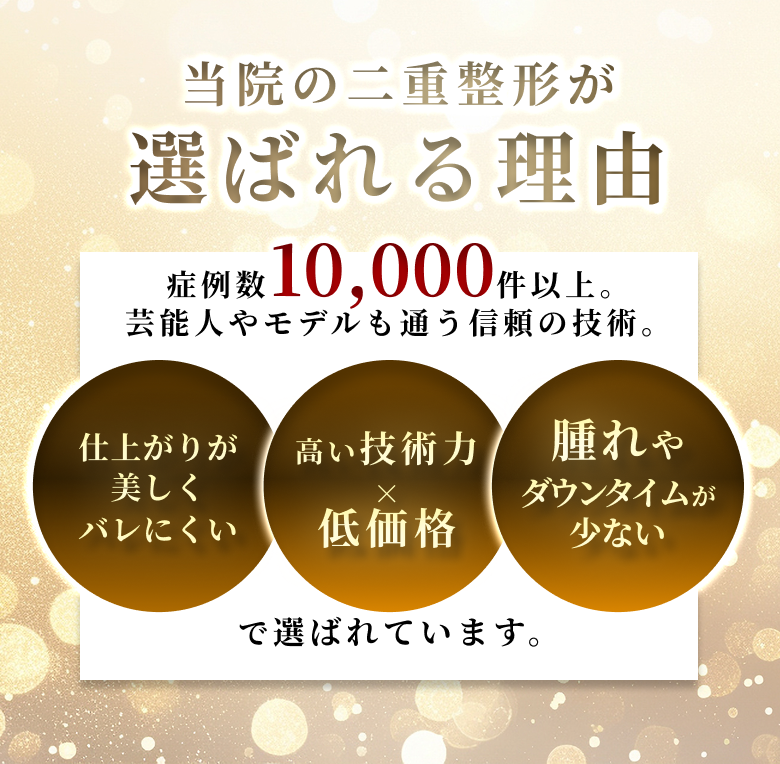 当院の二重整形が
選ばれる理由
症例数10,000件以上。
芸能人やモデルも通う信頼の技術。
仕上がりが
美しく
バレにくい
高い技術力
×
低価格
腫れや
ダウンタイムが
少ない
で選ばれています。